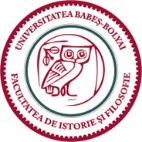 UNIVERSITATEA BABEȘ-BOLYAI
FACULTATEA DE ISTORIE ȘI FILOSOFIE